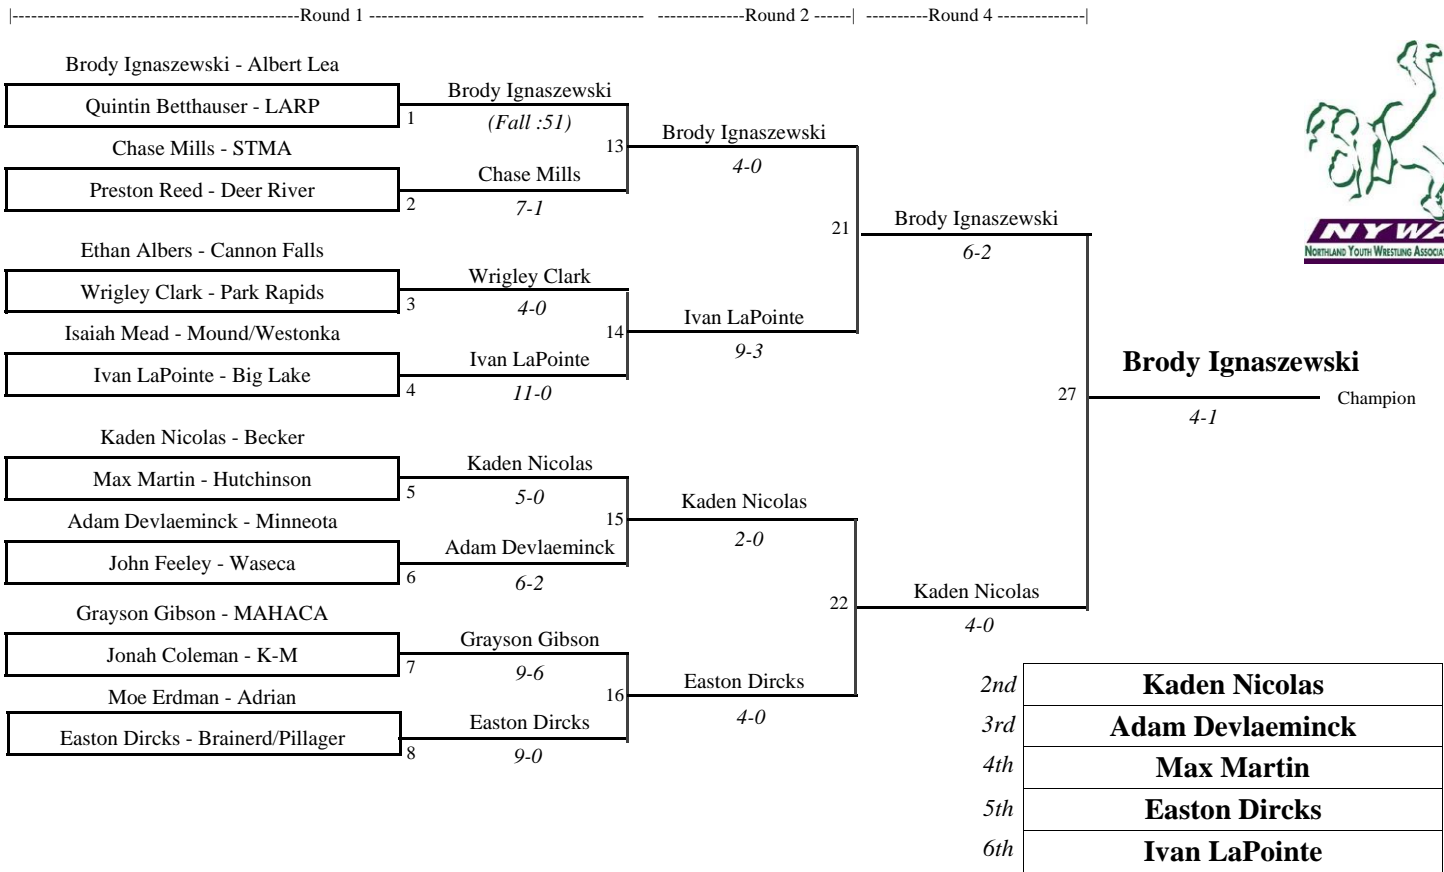 |--------------------------------------------Round 1 ------------------------------------------ --------------Round 2 ------| ----------Round 4 --------------|
Brody Ignaszewski - Albert Lea
Quintin Betthauser - LARP
1
Brody Ignaszewski
(Fall :51)
Chase Mills - STMA
Preston Reed - Deer River
2
Chase Mills
7-1
13
Brody Ignaszewski
4-0
Ethan Albers - Cannon Falls
Wrigley Clark - Park Rapids
3
Wrigley Clark
4-0
Isaiah Mead - Mound/Westonka
Ivan LaPointe - Big Lake
4
Ivan LaPointe
11-0
14
Ivan LaPointe
9-3
21
Brody Ignaszewski
6-2
Kaden Nicolas - Becker
Max Martin - Hutchinson
5
Kaden Nicolas
5-0
Adam Devlaeminck - Minneota
John Feeley - Waseca
6
Adam Devlaeminck
6-2
15
Kaden Nicolas
2-0
Grayson Gibson - MAHACA
Jonah Coleman - K-M
7
Grayson Gibson
9-6
Moe Erdman - Adrian
Easton Dircks - Brainerd/Pillager
8
Easton Dircks
9-0
16
Easton Dircks
4-0
22
Kaden Nicolas
4-0
27
Brody Ignaszewski
Champion
4-1
NYWA
NORTHLAND YOUTH WRESTLING
2nd Kaden Nicolas
3rd Adam Devlaeminck
4th Max Martin
5th Easton Dircks
6th Ivan LaPointe